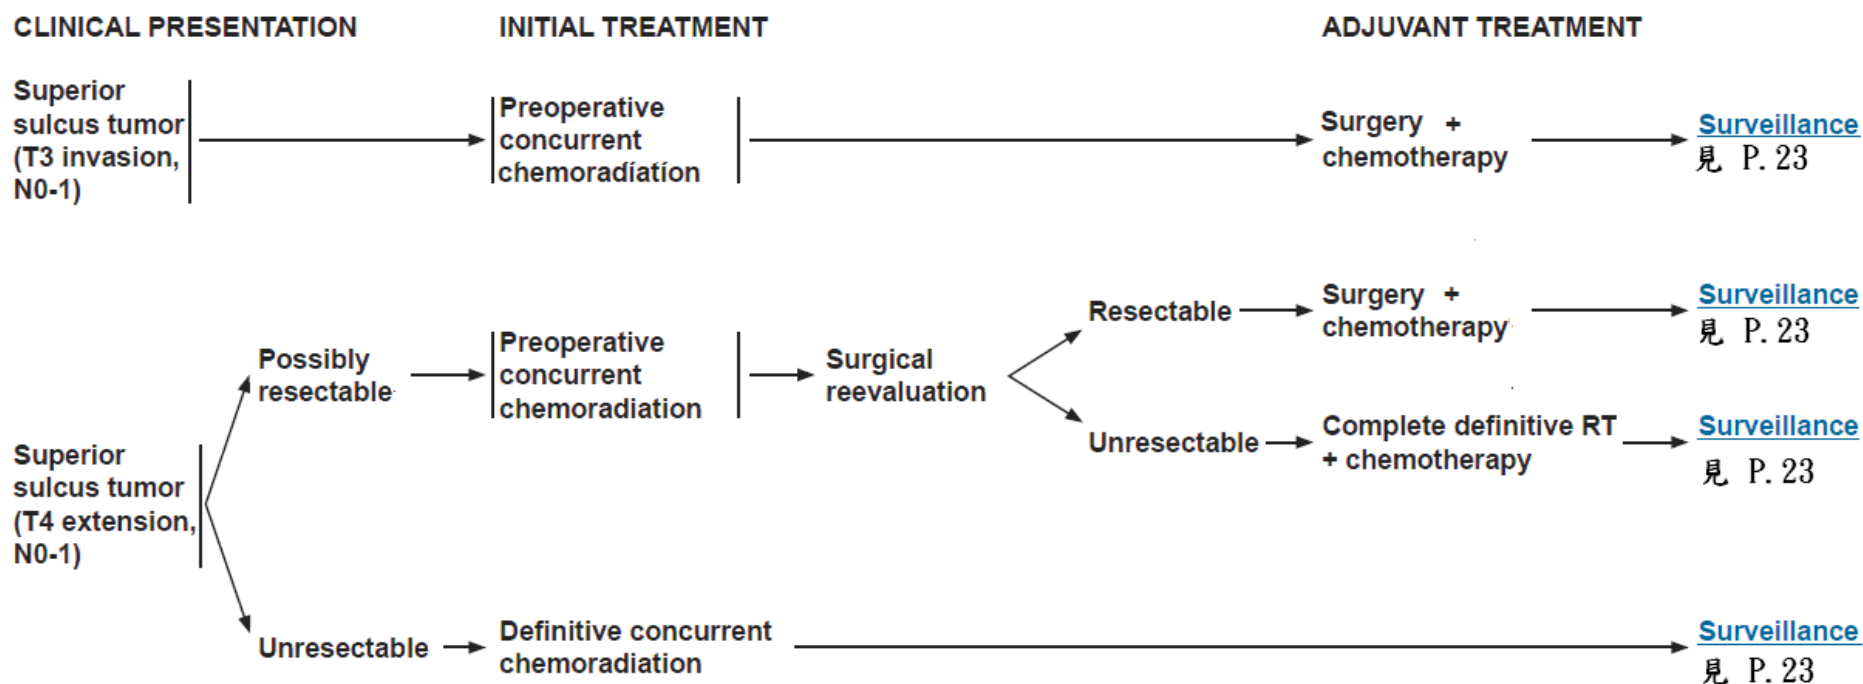 CLINICAL PRESENTATION
INITIAL TREATMENT
ADJUVANT TREATMENT
Superior
sulcus tumor
(T3 invasion,
N0-1)
Preoperative
concurrent
chemoradíatíon
Surgery +
chemotherapy
Surveillance
見 P. 23
Superior
sulcus tumor
(T4 extension,
N0-1)
Possibly
resectable
Preoperative
concurrent
chemoradiation
Surgical
reevaluation
Resectable
Surgery +
chemotherapy
Surveillance
見 P. 23
Unresectable
Complete definitive RT
+ chemotherapy
Surveillance
見 P. 23
Unresectable
Definitive concurrent
chemoradiation
Surveillance
見 P. 23